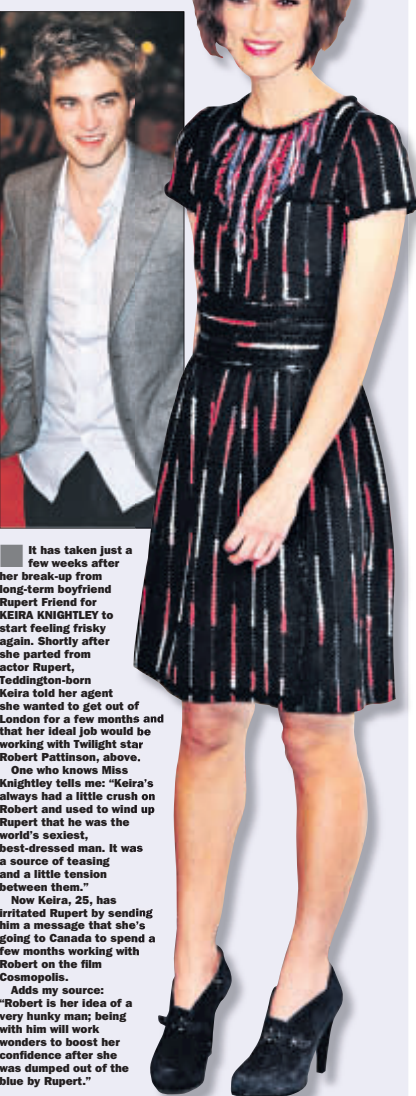 It has taken just a
few weeks after
her break-up from
long-term boyfriend
Rupert Friend for
KEIRA KNIGHTLEY to
start feeling frisky
again. Shortly after
she parted from
actor Rupert,
Teddington-born
Keira told her agent
she wanted to get out of
London for a few months and
that her ideal job would be
working with Twilight star
Robert Pattinson, above.
One who knows Miss
Knightley tells me: “Keira’s
always had a little crush on
Robert and used to wind up
Rupert that he was the
world’s sexiest,
best-dressed man. It was
a source of teasing
and a little tension
between them.”
Now Keira, 25, has
irritated Rupert by sending
him a message that she’s
going to Canada to spend a
few months working with
Robert on the film
Cosmopolis.
Adds my source:
“Robert is her idea of a
very hunky man; being
with him will work
wonders to boost her
confidence after she
was dumped out of the
blue by Rupert.”